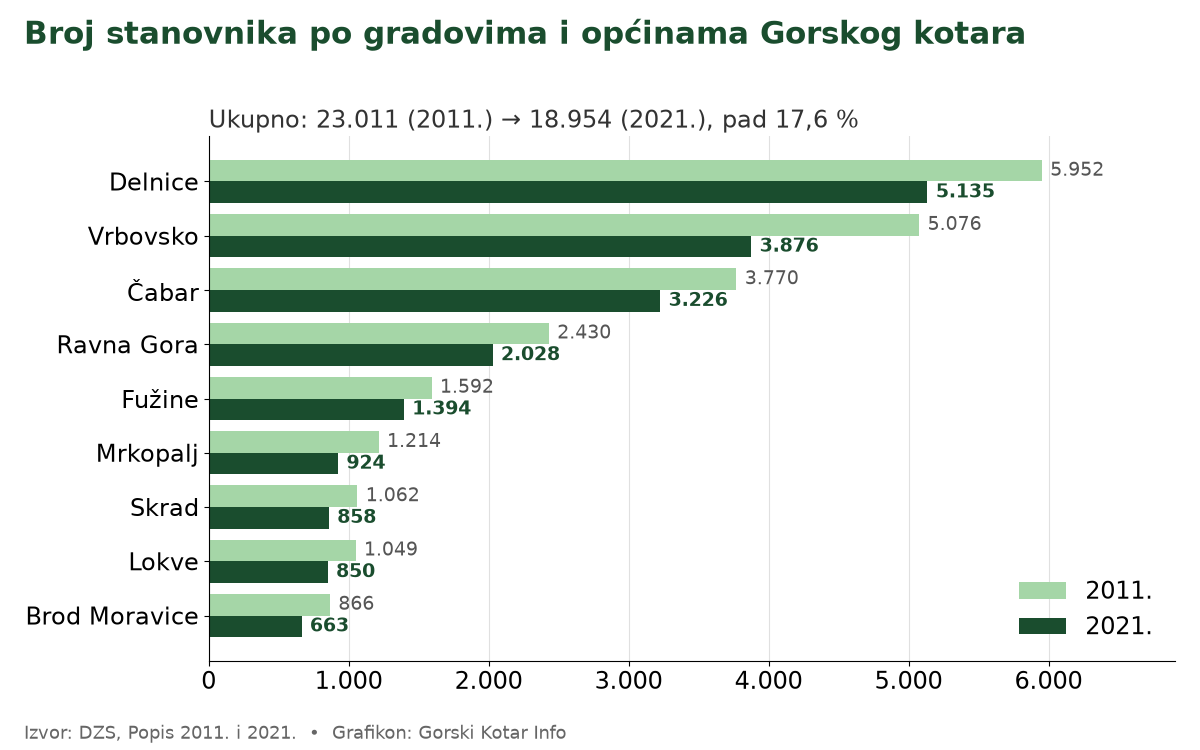 Broj stanovnika po gradovima i općinama Gorskog kotara
Ukupno: 23.011 (2011.) → 18.954 (2021.), pad 17,6 %
Delnice 5.952
5.135
Vrbovsko 5.076
3.876
Čabar 3.770
3.226
Ravna Gora 2.430
2.028
Fužine 1.592
1.394
Mrkopalj 1.214
924
Skrad 1.062
858
Lokve 1.049
850
Brod Moravice 866
663
2011.
2021.
0 1.000 2.000 3.000 4.000 5.000 6.000
Izvor: DZS, Popis 2011. i 2021. • Grafikon: Gorski Kotar Info